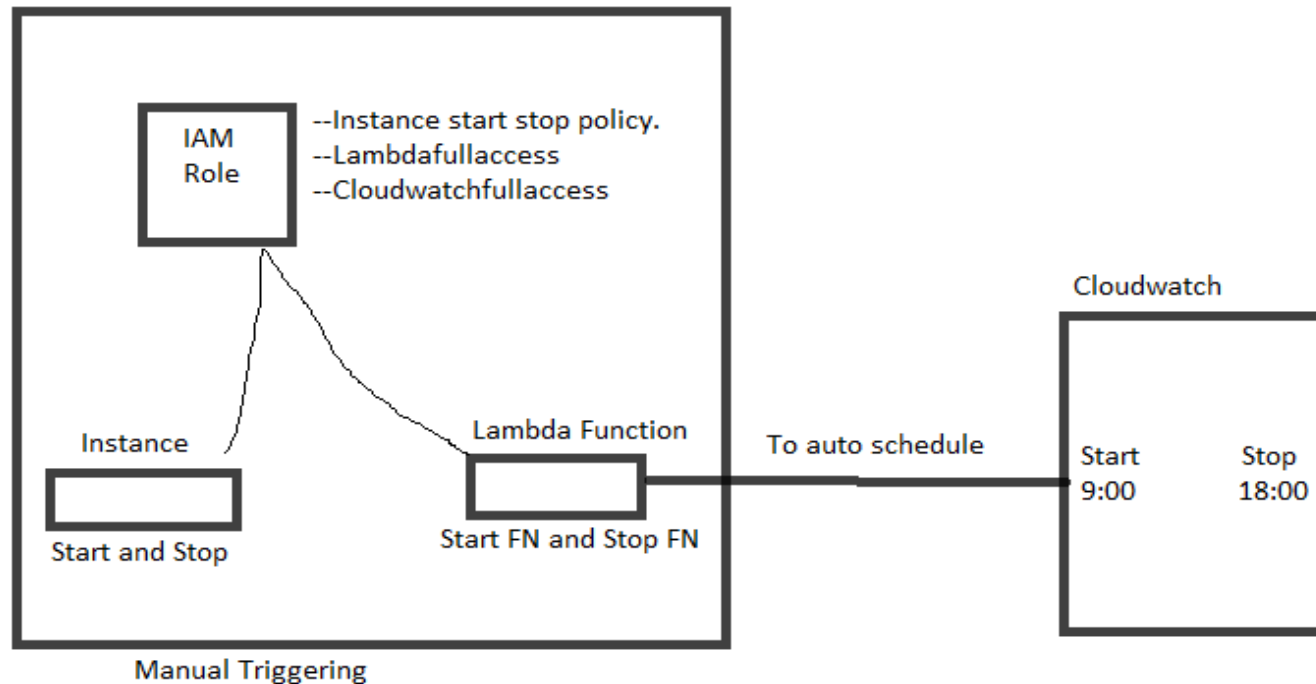 IAM
Role
--Instance start stop policy.
--Lambdafullaccess
--Cloudwatchfullaccess
Cloudwatch
Instance
Lambda Function
To auto schedule
Start
9:00
Stop
18:00
Start and Stop
Start FN and Stop FN
Manual Triggering